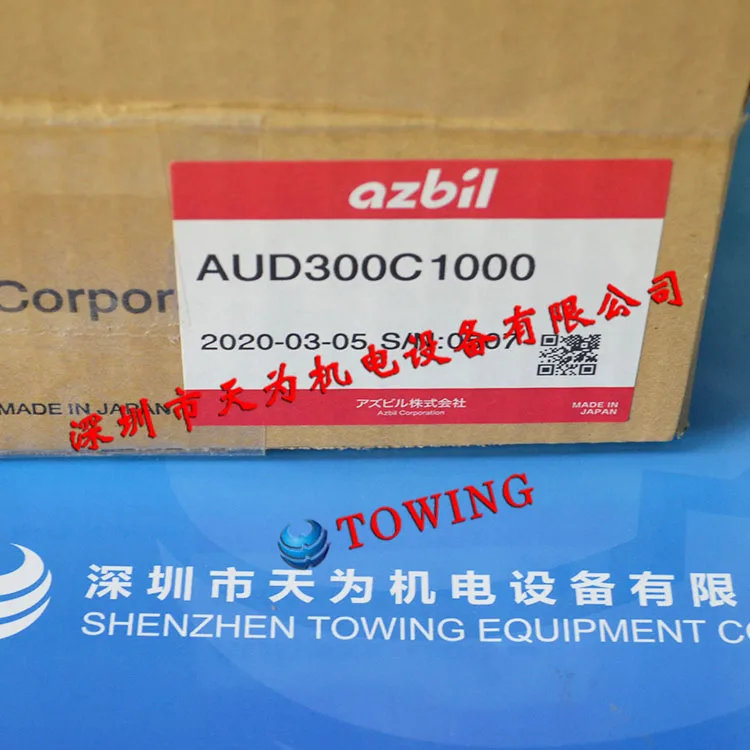 azbil
AUD300C1000
Corpor
2020-03-05 S/N:
アズビル株式会社
Azbil Corporation
MADE IN
JAPAN
MADE IN JAPAN
深圳市天为机电设备有限公司
TOWING
深圳市天为机电设备有限
SHENZHEN TOWING EQUIPMENT CO